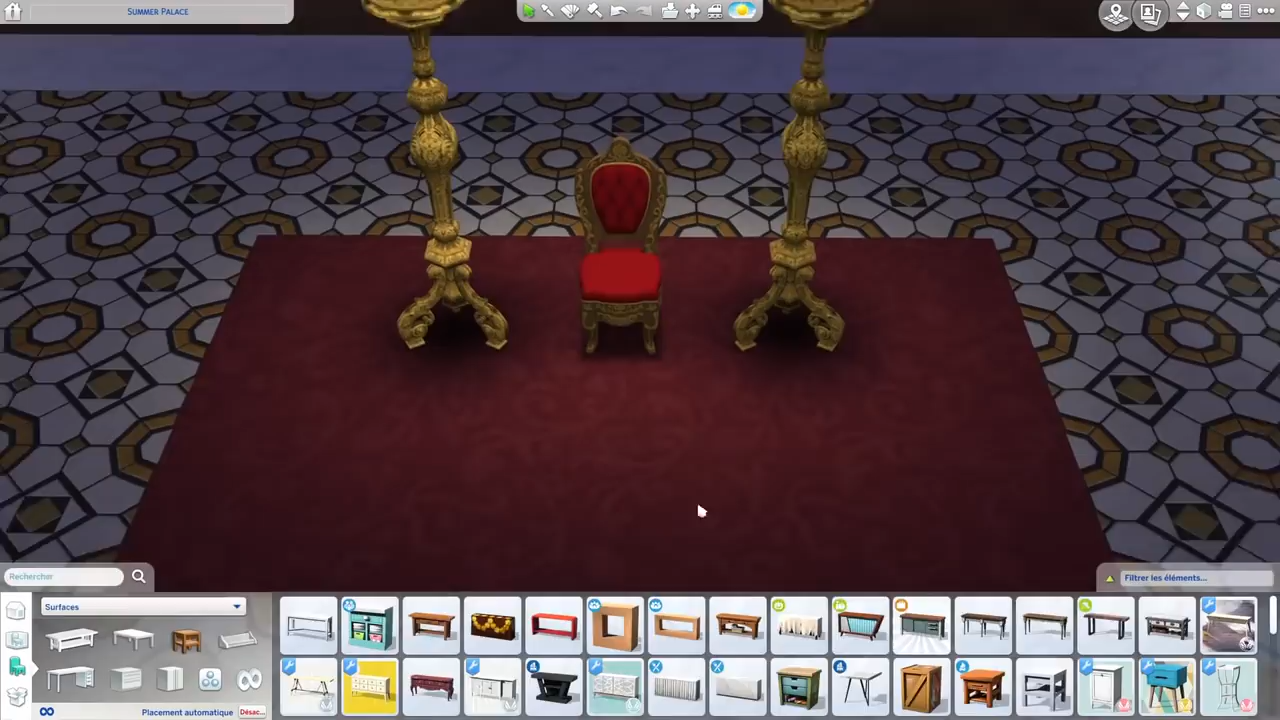 SUMMER PALACE
Rechercher
Filtrer les éléments...
Surfaces
Placement automatique
Désac...